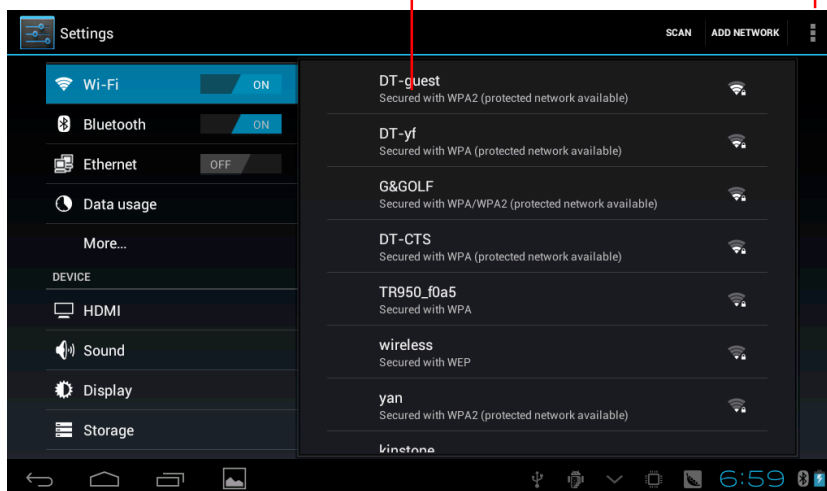 Settings
SCAN
ADD NETWORK
Wi-Fi
ON
Bluetooth
ON
Ethernet
OFF
Data usage
More...
DEVICE
HDMI
Sound
Display
Storage
DT-guest
Secured with WPA2 (protected network available)
DT-yf
Secured with WPA (protected network available)
G&GOLF
Secured with WPA/WPA2 (protected network available)
DT-CTS
Secured with WPA (protected network available)
TR950_f0a5
Secured with WPA
wireless
Secured with WEP
yan
Secured with WPA2 (protected network available)
kinstone
6:59